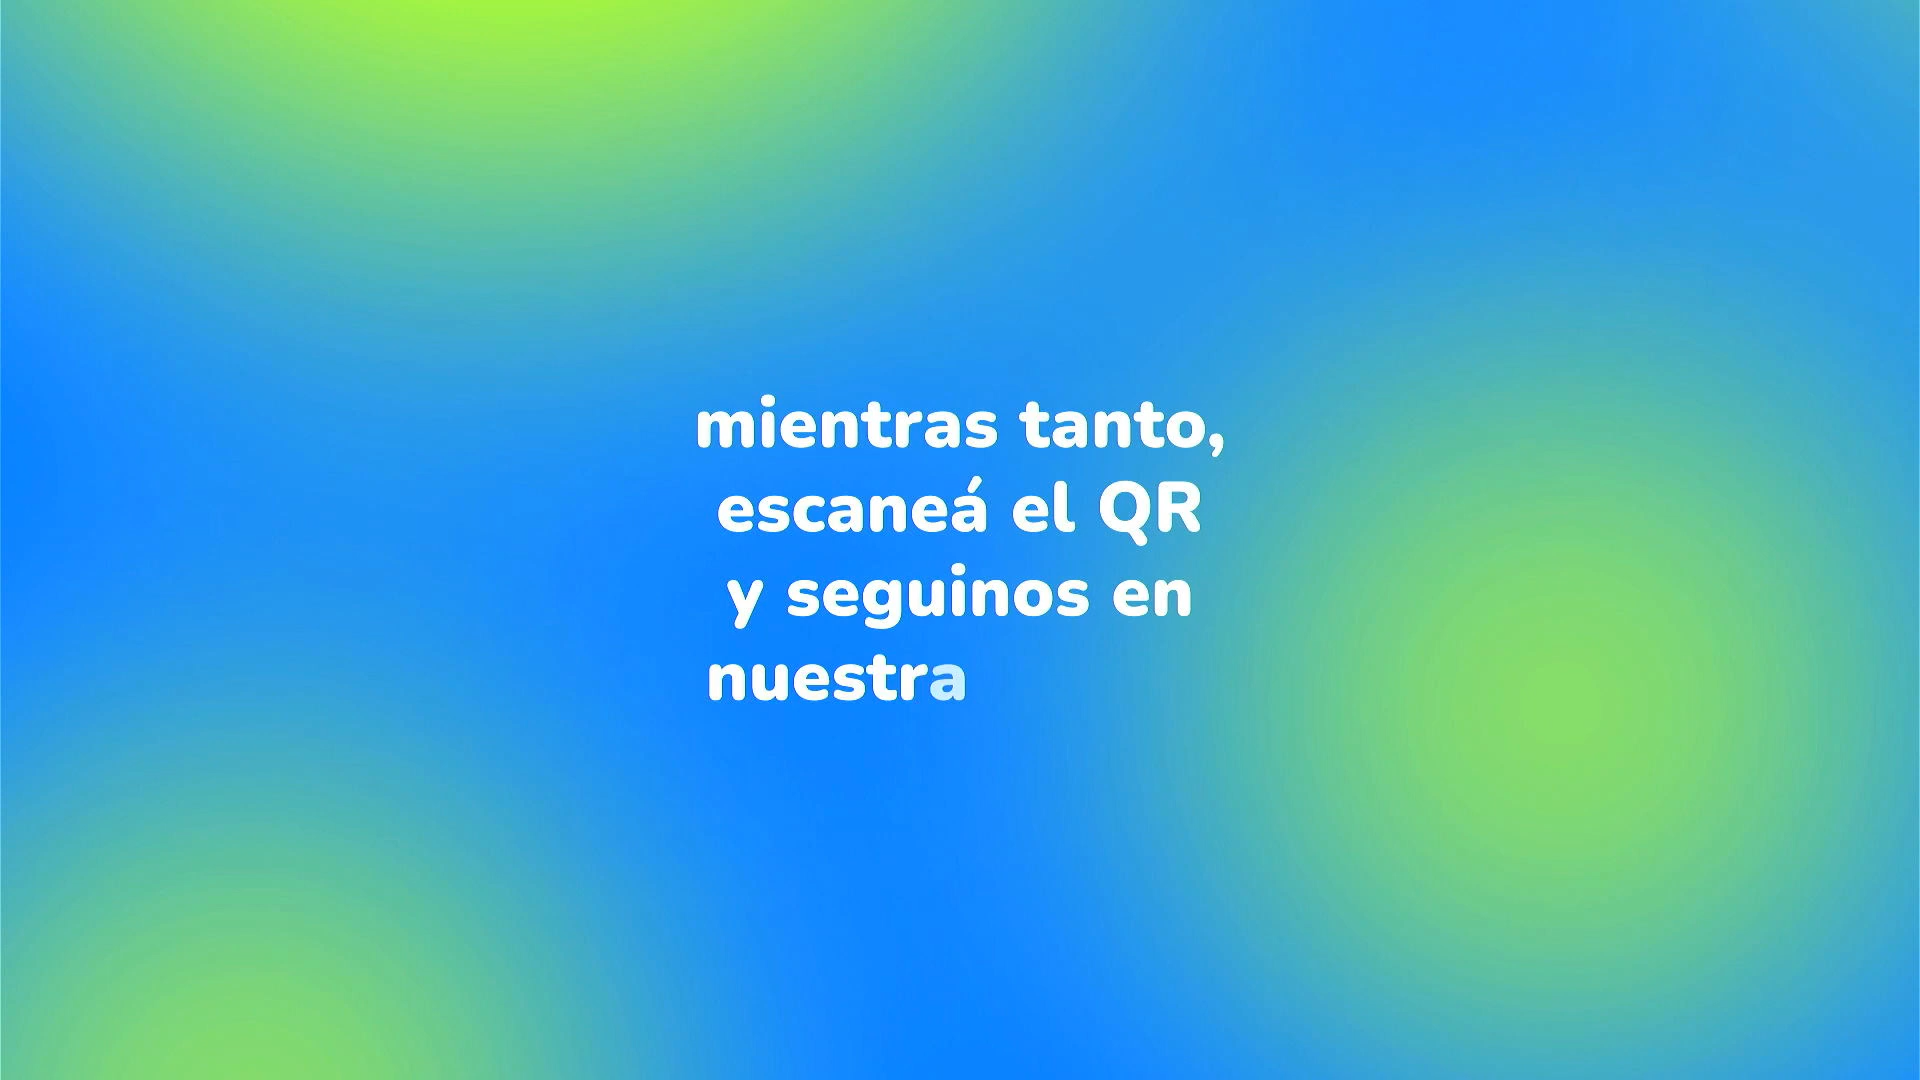 mientras tanto,
escaneá el QR
y seguinos en
nuestra